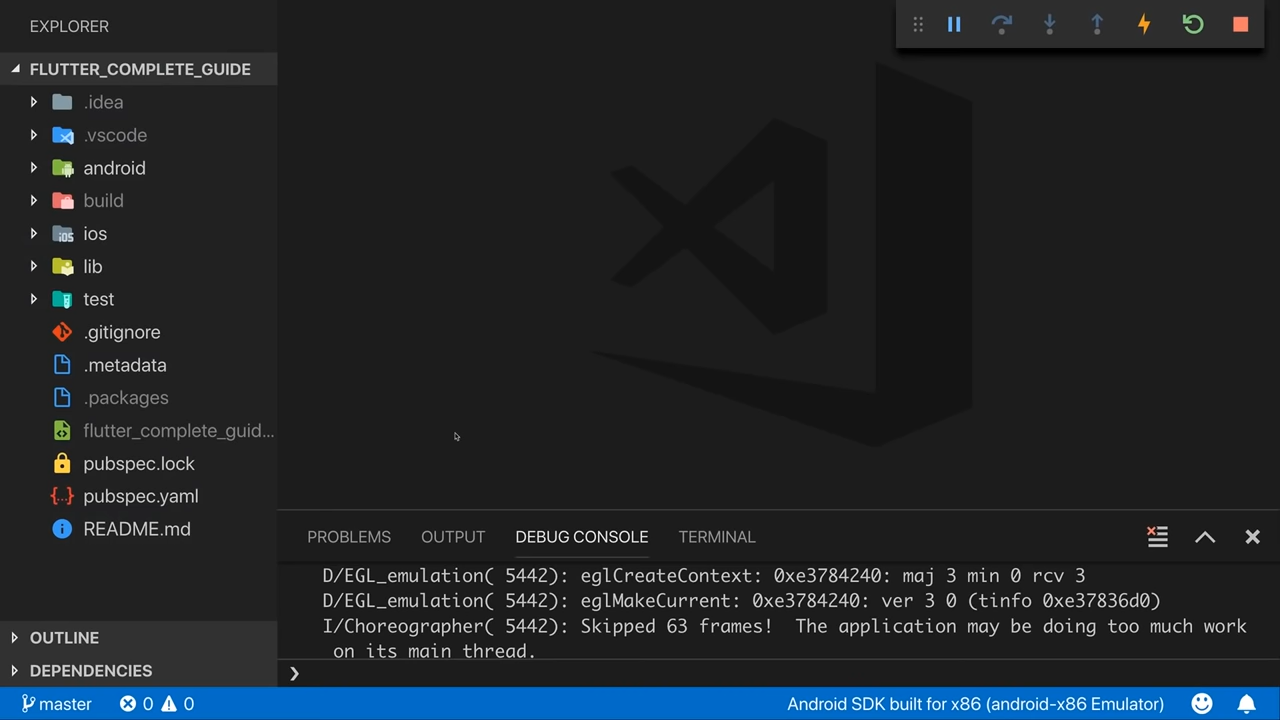 EXPLORER
FLUTTER_COMPLETE_GUIDE
.idea
.vscode
android
build
ios
lib
test
.gitignore
.metadata
.packages
flutter_complete_guid...
pubspec.lock
pubspec.yaml
README.md
OUTLINE
DEPENDENCIES
PROBLEMS OUTPUT DEBUG CONSOLE TERMINAL
D/EGL_emulation( 5442): eglCreateContext: 0xe3784240: maj 3 min 0 rcv 3
D/EGL_emulation( 5442): eglMakeCurrent: 0xe3784240: ver 3 0 (tinfo 0xe37836d0)
I/Choreographer( 5442): Skipped 63 frames!  The application may be doing too much work
on its main thread.
master 0 0 Android SDK built for x86 (android-x86 Emulator)